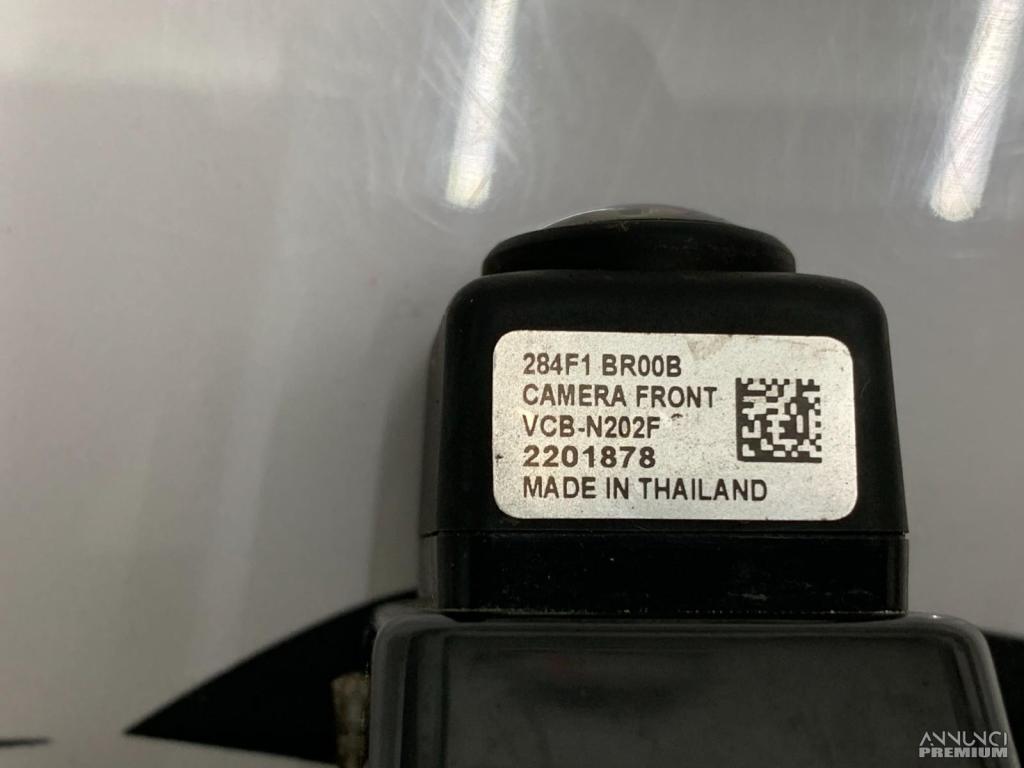 284F1 BR00B
CAMERA FRONT
VCB-N202F
2201878
MADE IN THAILAND
ANNUNCI
PREMIUM